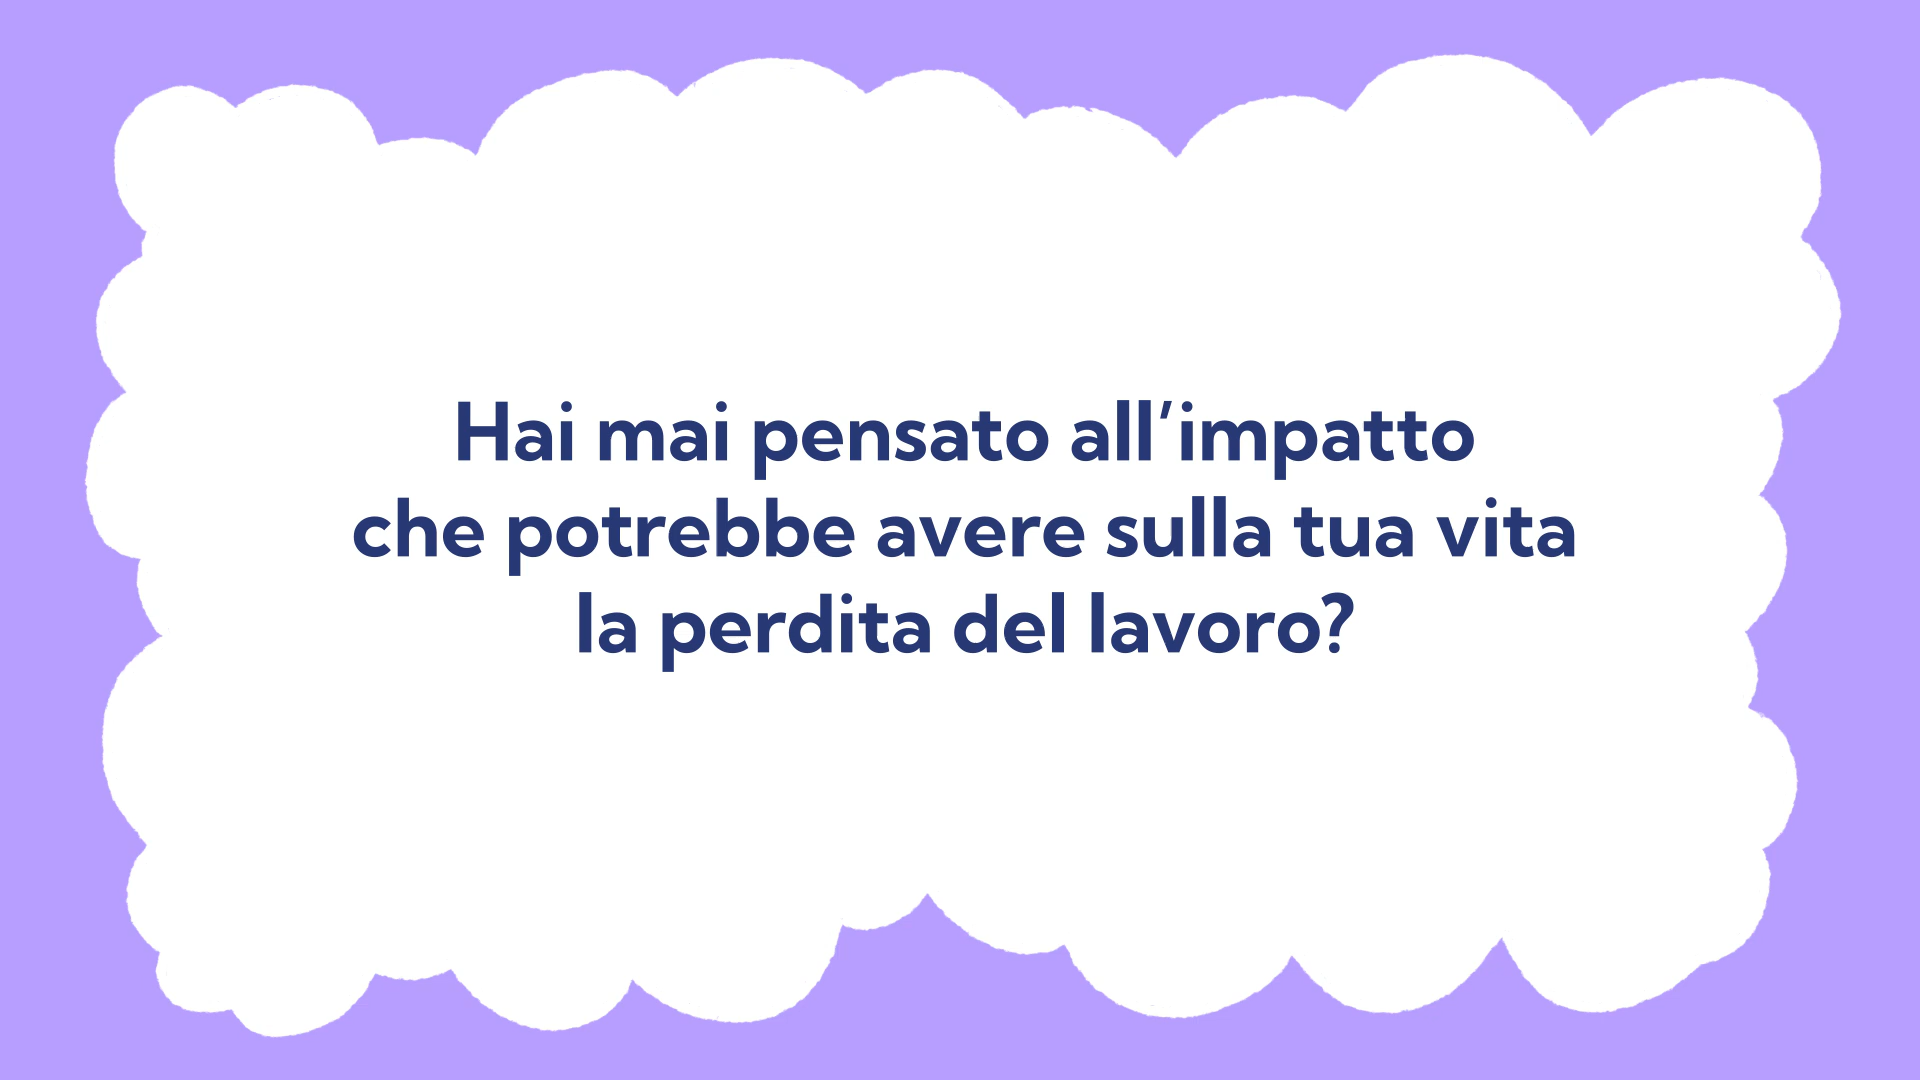 Hai mai pensato all’impatto
che potrebbe avere sulla tua vita
la perdita del lavoro?